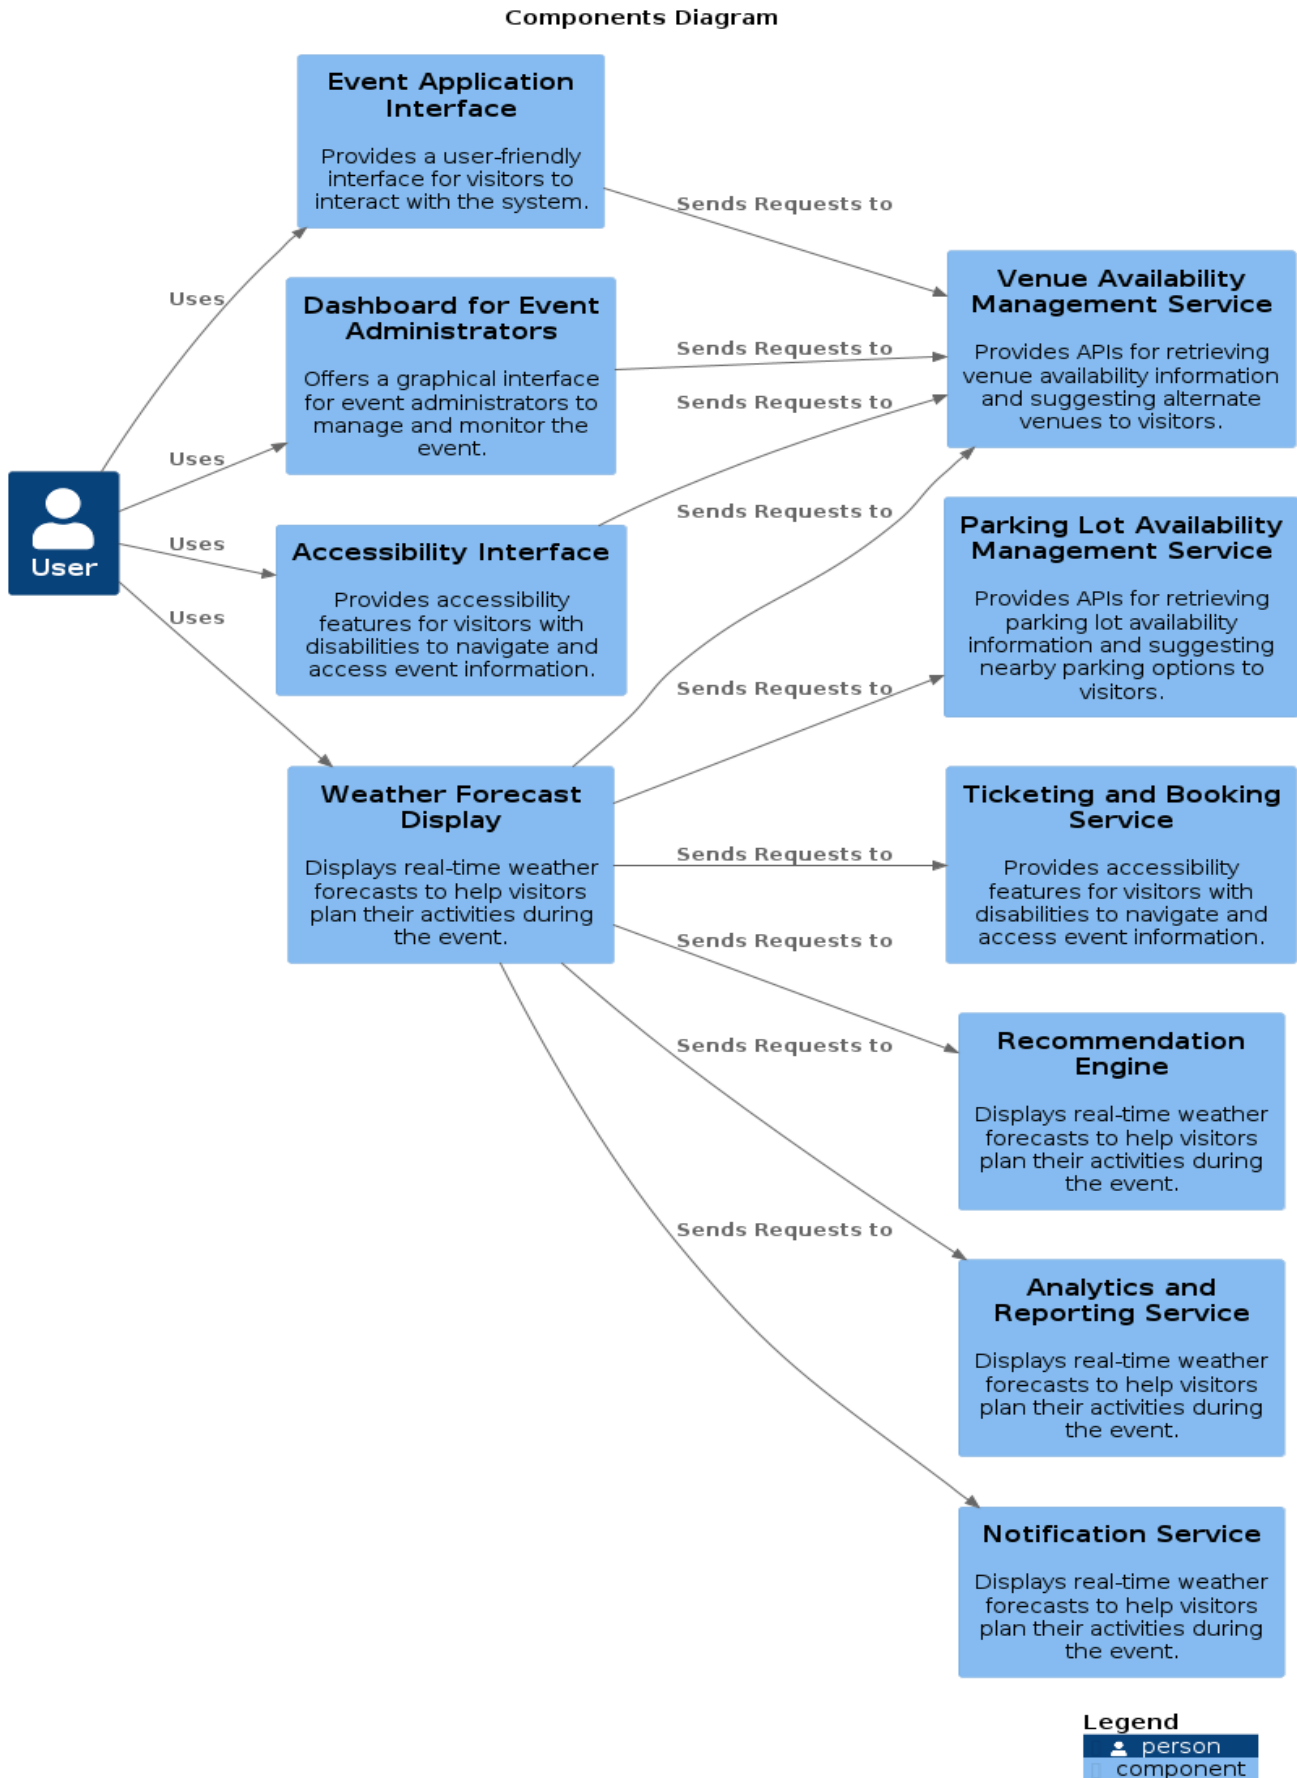 Components Diagram
Event Application
Interface
Provides a user-friendly
interface for visitors to
interact with the system.
Sends Requests to
Venue Availability
Management Service
Provides APIs for retrieving
venue availability information
and suggesting alternate
venues to visitors.
Uses
Dashboard for Event
Administrators
Offers a graphical interface
for event administrators to
manage and monitor the
event.
Sends Requests to
Sends Requests to
Uses
User
Uses
Accessibility Interface
Provides accessibility
features for visitors with
disabilities to navigate and
access event information.
Sends Requests to
Parking Lot Availability
Management Service
Provides APIs for retrieving
parking lot availability
information and suggesting
nearby parking options to
visitors.
Uses
Sends Requests to
Weather Forecast
Display
Displays real-time weather
forecasts to help visitors
plan their activities during
the event.
Sends Requests to
Ticketing and Booking
Service
Provides accessibility
features for visitors with
disabilities to navigate and
access event information.
Sends Requests to
Recommendation
Engine
Displays real-time weather
forecasts to help visitors
plan their activities during
the event.
Sends Requests to
Analytics and
Reporting Service
Displays real-time weather
forecasts to help visitors
plan their activities during
the event.
Sends Requests to
Notification Service
Displays real-time weather
forecasts to help visitors
plan their activities during
the event.
Legend
person
component